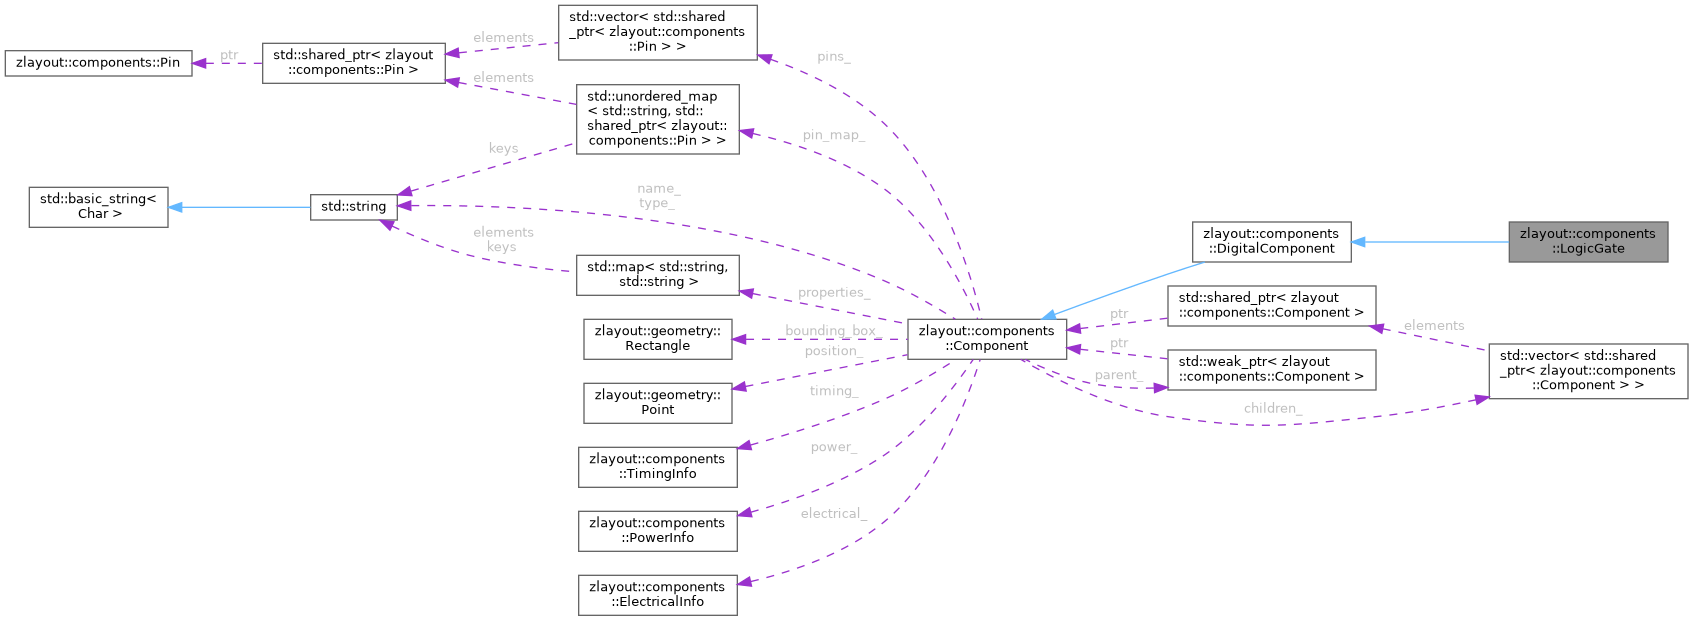 std::vector< std::shared
_ptr< zlayout::components
::Pin > >
elements
pins_
zlayout::components::Pin
ptr
std::shared_ptr< zlayout
::components::Pin >
elements
std::unordered_map
< std::string, std::
shared_ptr< zlayout::
components::Pin > >
pin_map_
keys
std::basic_string<
Char >
std::string
name_
type_
elements
keys
zlayout::components
::DigitalComponent
zlayout::components
::LogicGate
std::map< std::string,
std::string >
properties_
std::shared_ptr< zlayout
::components::Component >
ptr
elements
zlayout::geometry::
Rectangle
bounding_box_
zlayout::components
::Component
position_
ptr
std::weak_ptr< zlayout
::components::Component >
parent_
std::vector< std::shared
_ptr< zlayout::components
::Component > >
zlayout::geometry::
Point
timing_
children_
zlayout::components
::TimingInfo
power_
zlayout::components
::PowerInfo
electrical_
zlayout::components
::ElectricalInfo